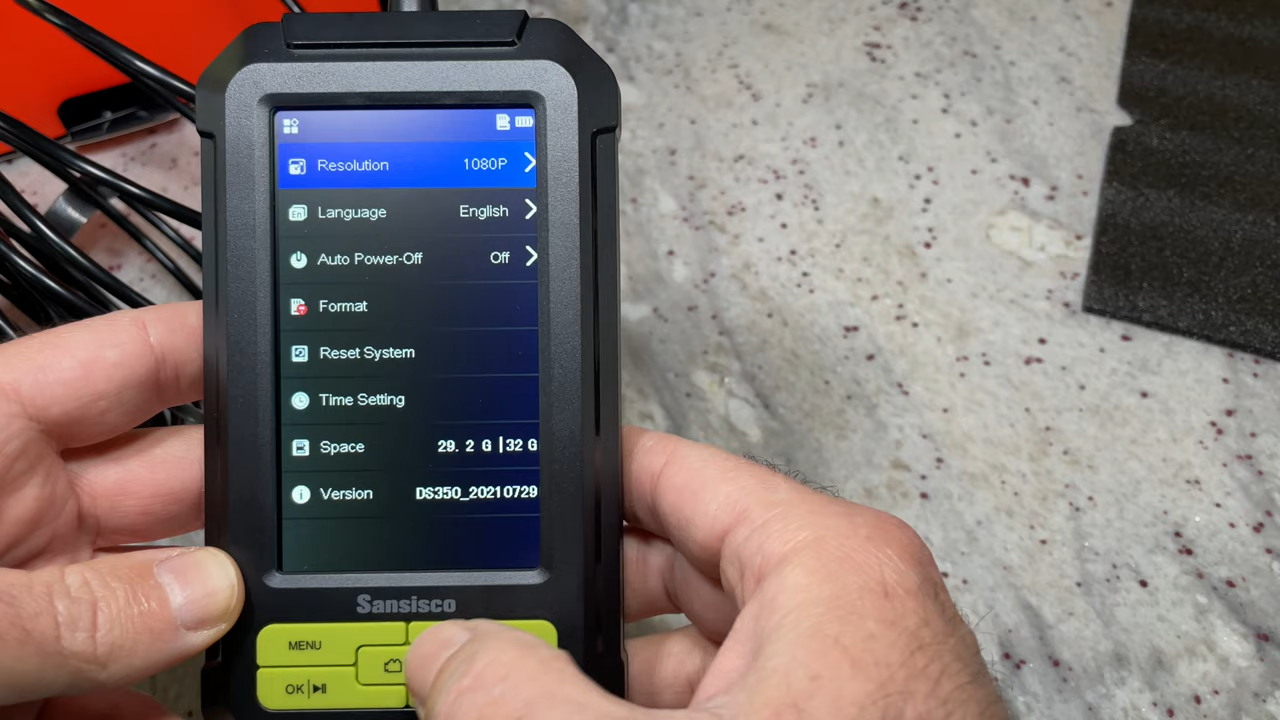 Resolution 1080P
Language English
Auto Power-Off Off
Format
Reset System
Time Setting
Space 29. 2 G |32 G
Version DS350_20210729
Sansisco
MENU
OK